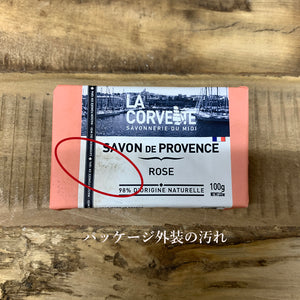 LA
CORVETTE
SAVONNERIE DU MIDI
SAVON DE PROVENCE
ROSE
98% D'ORIGINE NATURELLE
100g
パッケージ外装の汚れ